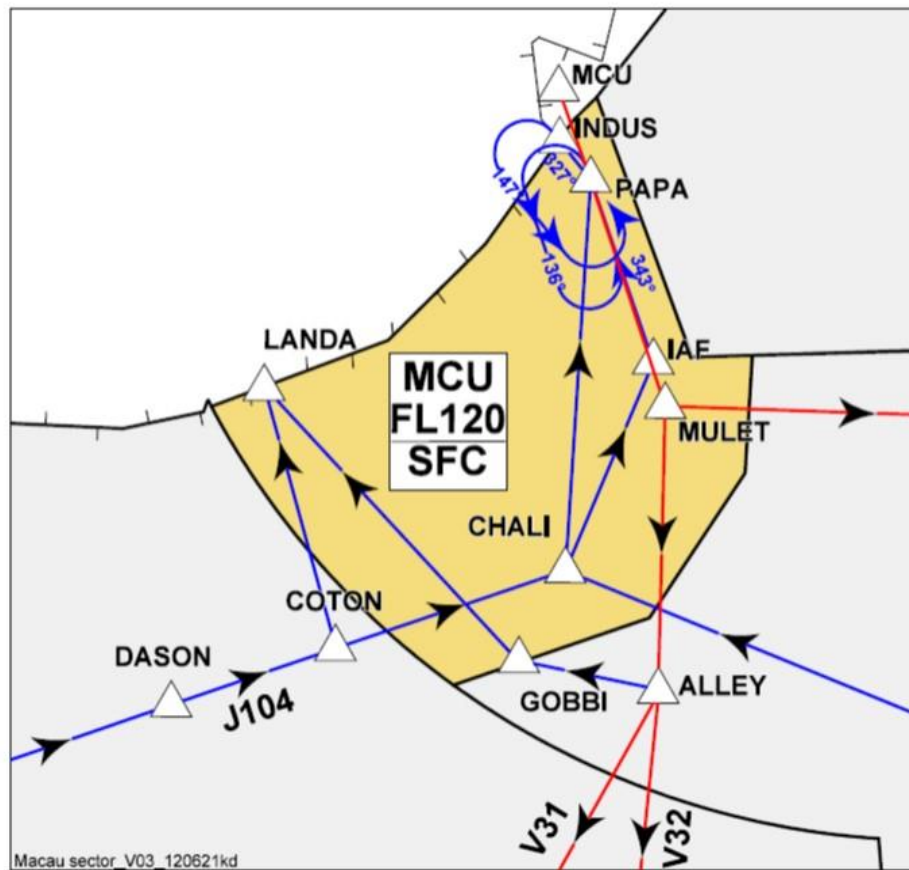 MCU
INDUS
327°
147°
PAPA
136°
343°
LANDA
IAF
MCU
FL120
SFC
MULET
CHALI
COTON
DASON
J104
GOBBI
ALLEY
V31
V32
Macau sector_V03_120621kd